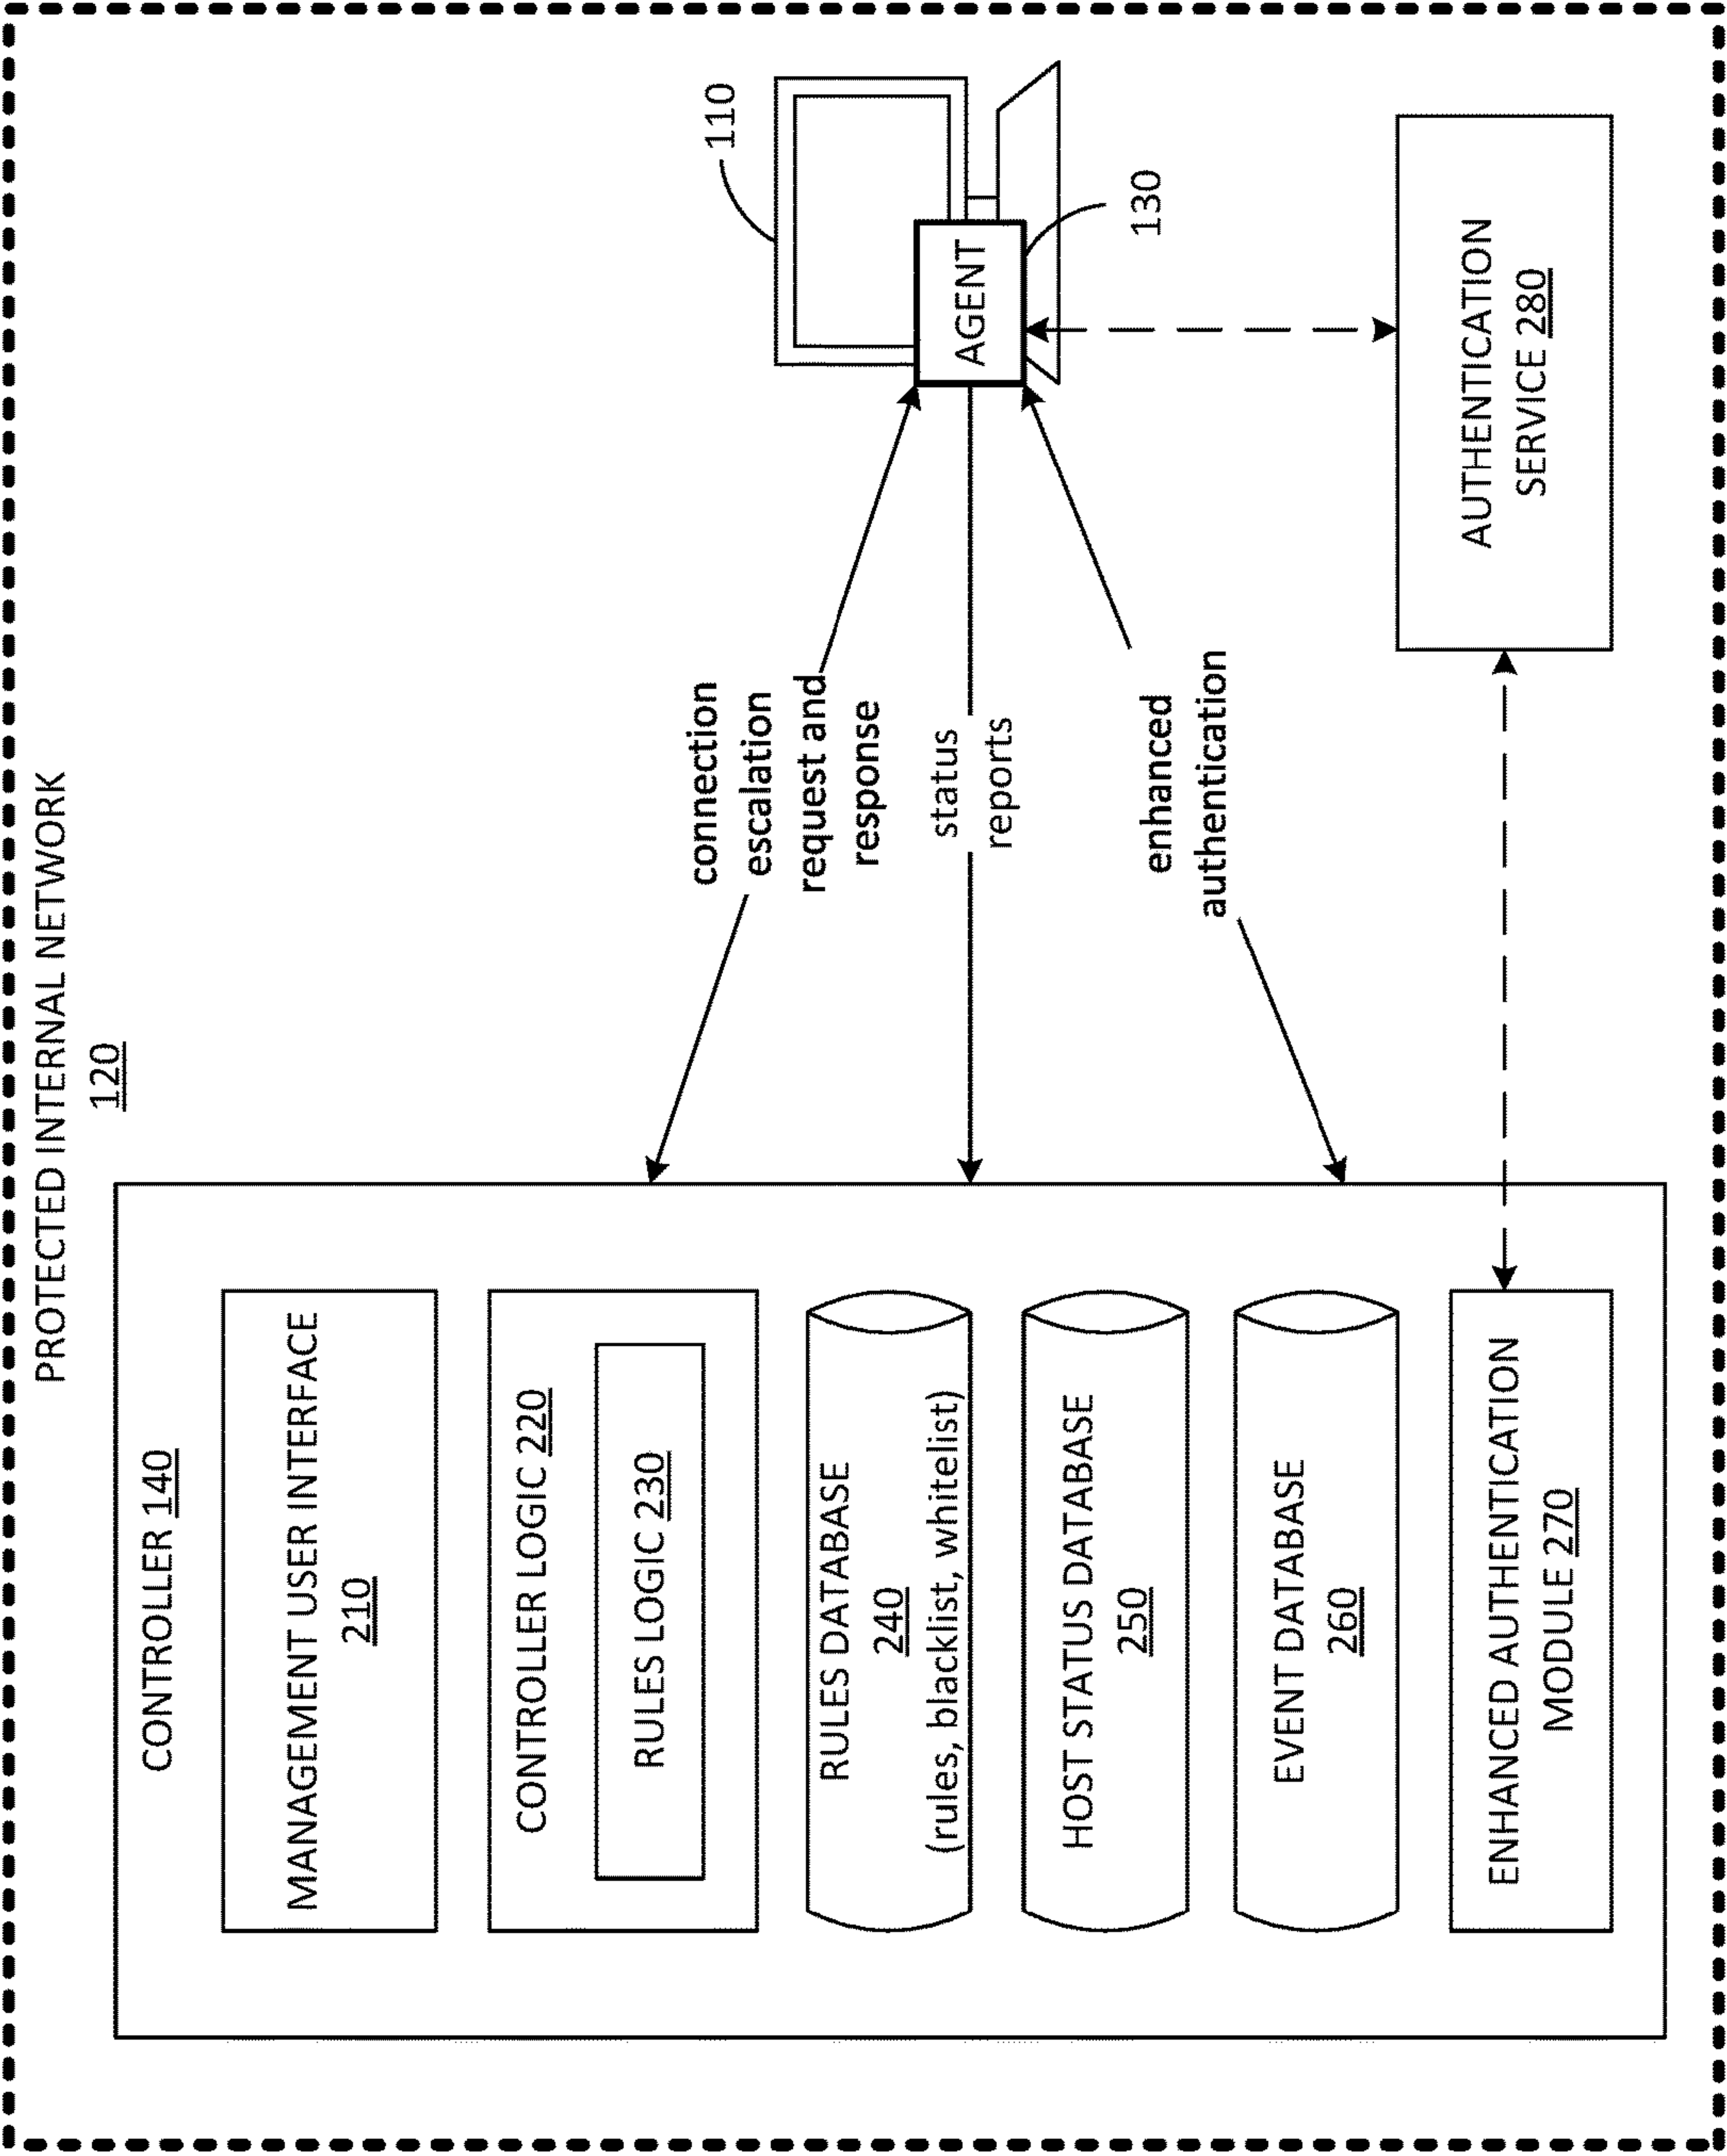 PROTECTED INTERNAL NETWORK
120
CONTROLLER 140
MANAGEMENT USER INTERFACE
210
CONTROLLER LOGIC 220
RULES LOGIC 230
RULES DATABASE
240
(rules, blacklist, whitelist)
HOST STATUS DATABASE
250
EVENT DATABASE
260
ENHANCED AUTHENTICATION
MODULE 270
connection
escalation
request and
response
status
reports
enhanced
authentication
110
AGENT
130
AUTHENTICATION
SERVICE 280